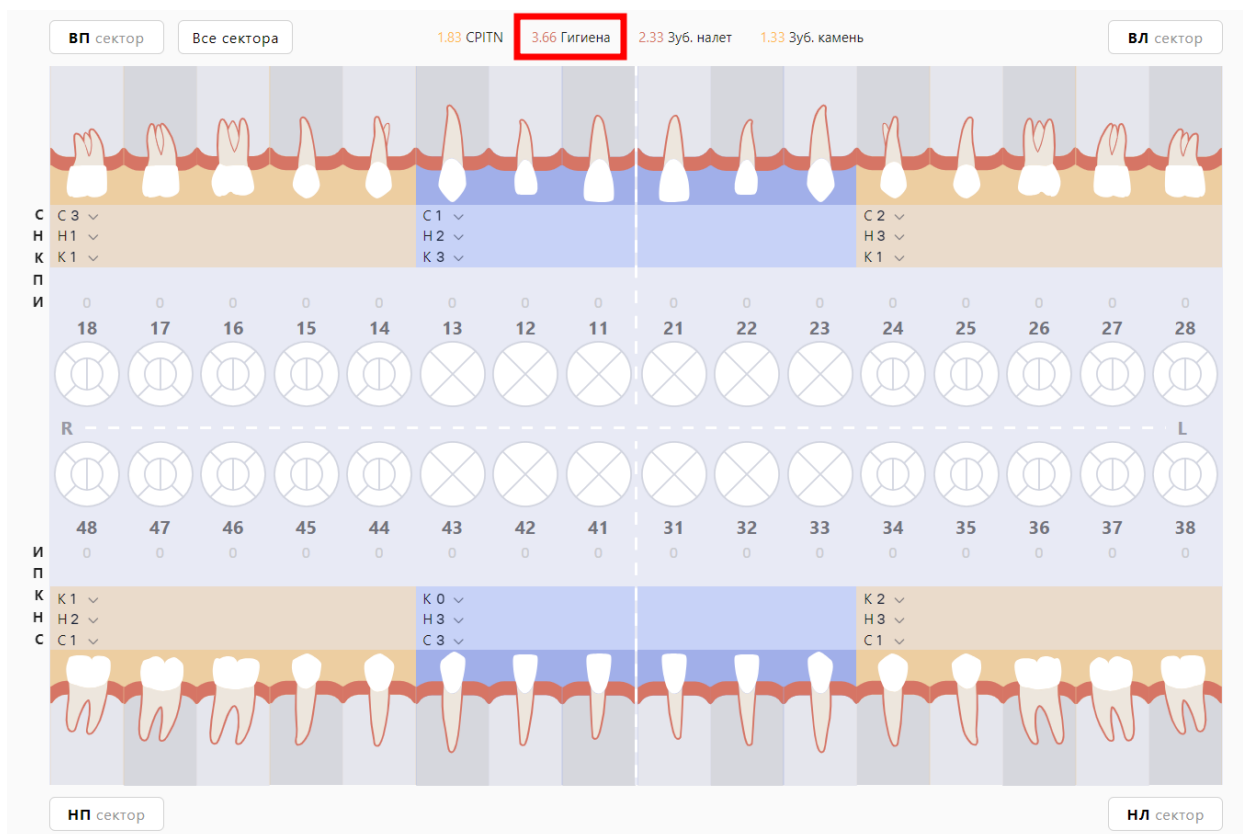 ВП сектор Все сектора 1.83 CPITN 3.66 Гигиена 2.33 Зуб. налет 1.33 Зуб. камень ВЛ сектор
С С 3 С 1 С 2
Н Н 1 Н 2 Н 3
К К 1 К 3 К 1
П
И 0 0 0 0 0 0 0 0 0 0 0 0 0 0 0 0
18 17 16 15 14 13 12 11 21 22 23 24 25 26 27 28
R L
48 47 46 45 44 43 42 41 31 32 33 34 35 36 37 38
И 0 0 0 0 0 0 0 0 0 0 0 0 0 0 0 0
П
К К 1 К 0 К 2
Н Н 2 Н 3 Н 3
С С 1 С 3 С 1
НП сектор НЛ сектор